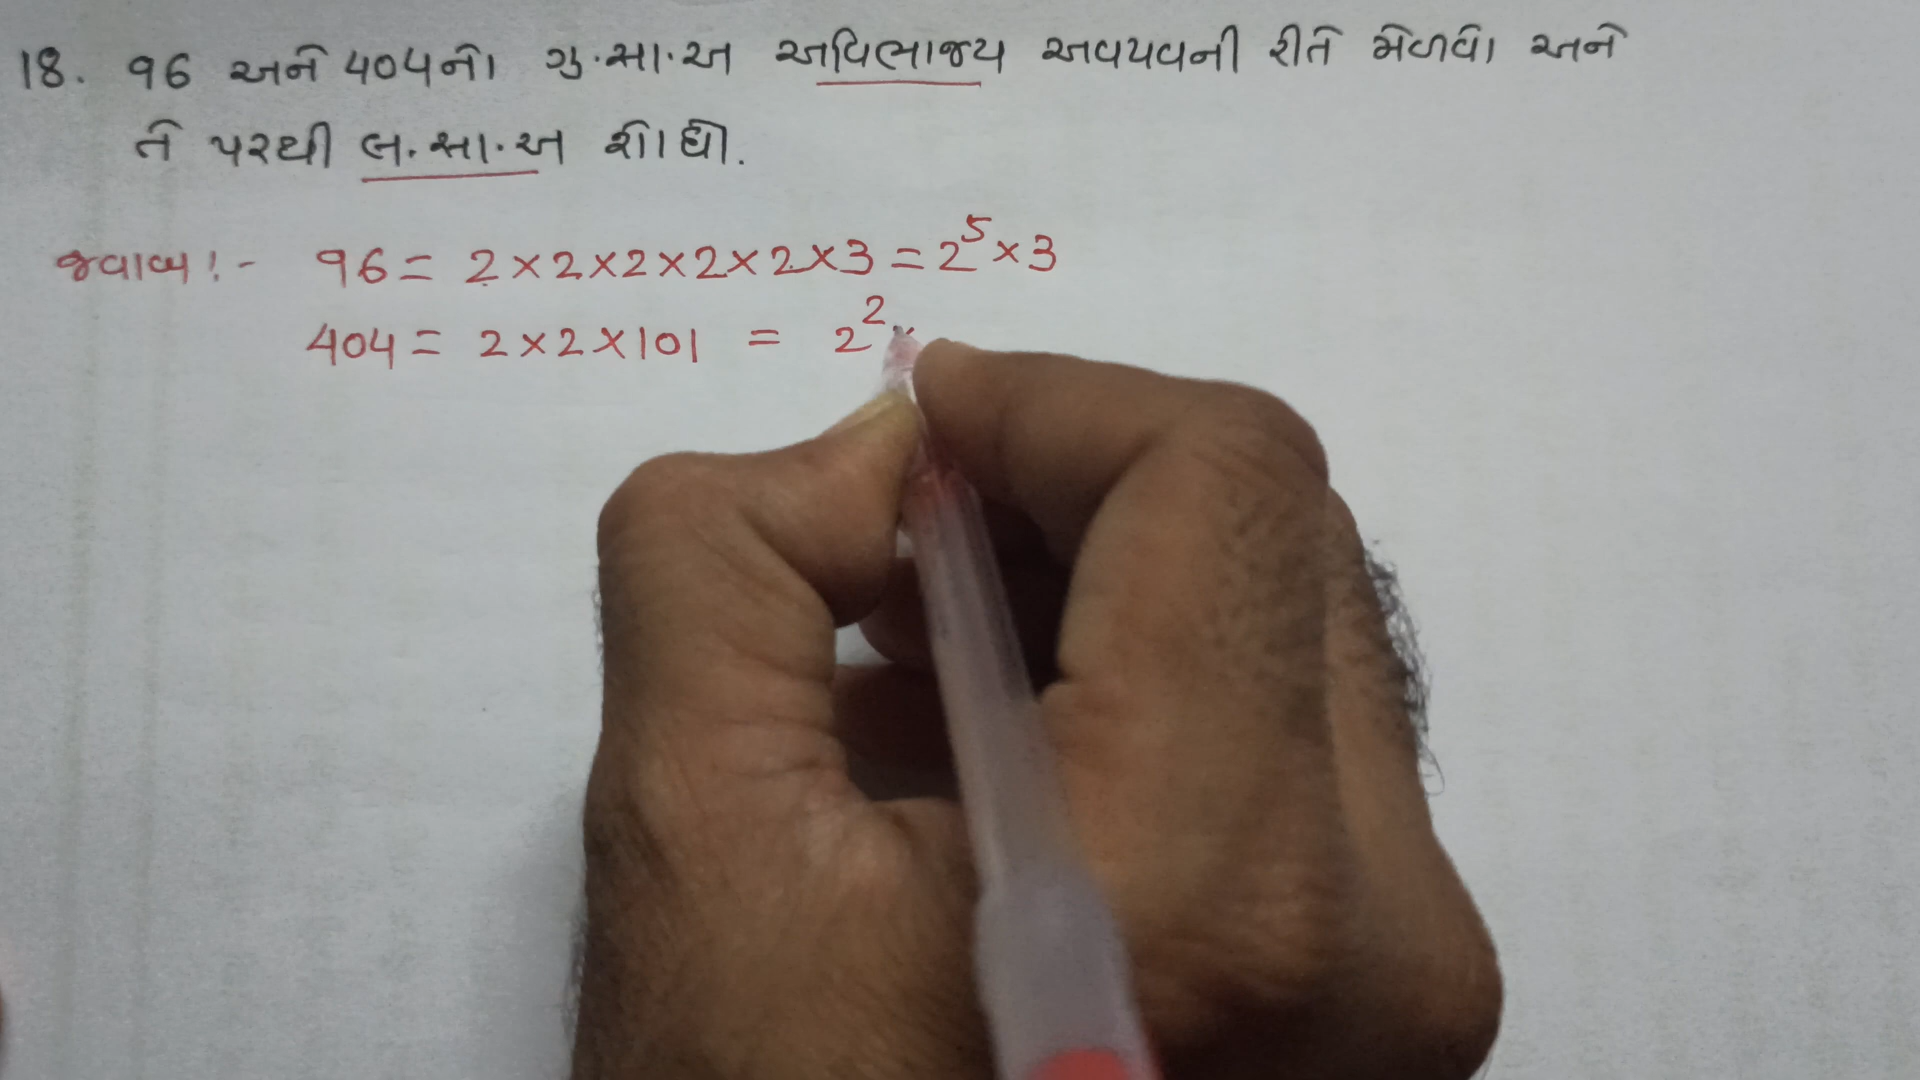 18. 96 અને 404નો ગુ.સા.અ અવિભાજ્ય અવયવની રીતે મેળવો અને
તે પરથી લ.સા.અ શોધો.
જવાબ :- 96 = 2×2×2×2×2×3 = 2⁵×3
404 = 2×2×101 = 2²×